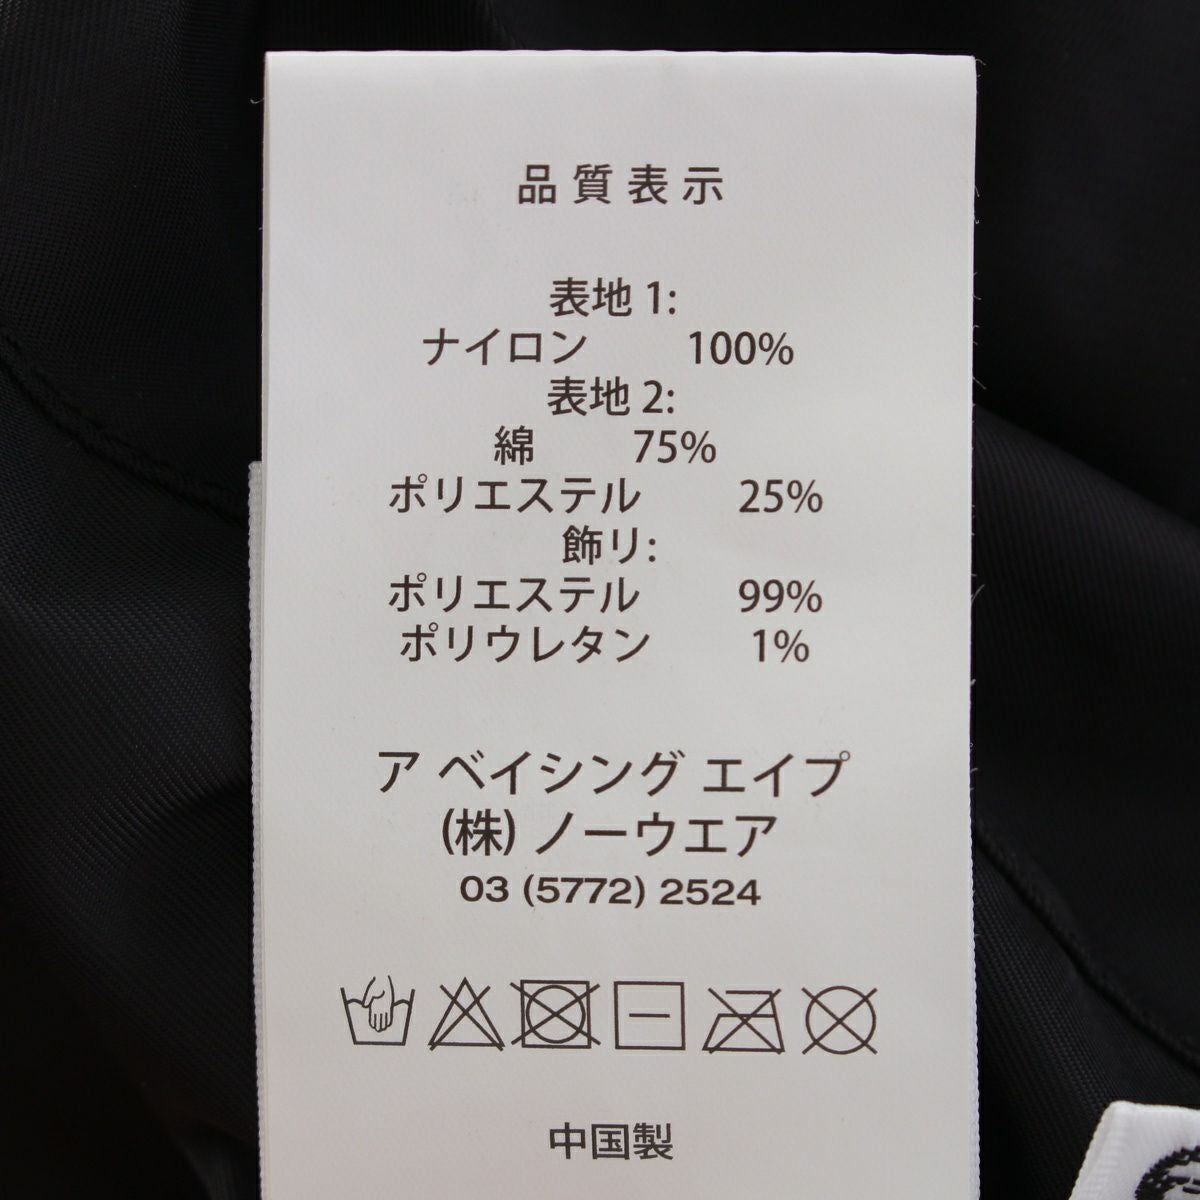 品質表示
表地 1:
ナイロン 100%
表地 2:
綿 75%
ポリエステル 25%
飾り:
ポリエステル 99%
ポリウレタン 1%
ア ベイシング エイプ
(株) ノーウエア
03 (5772) 2524
中国製